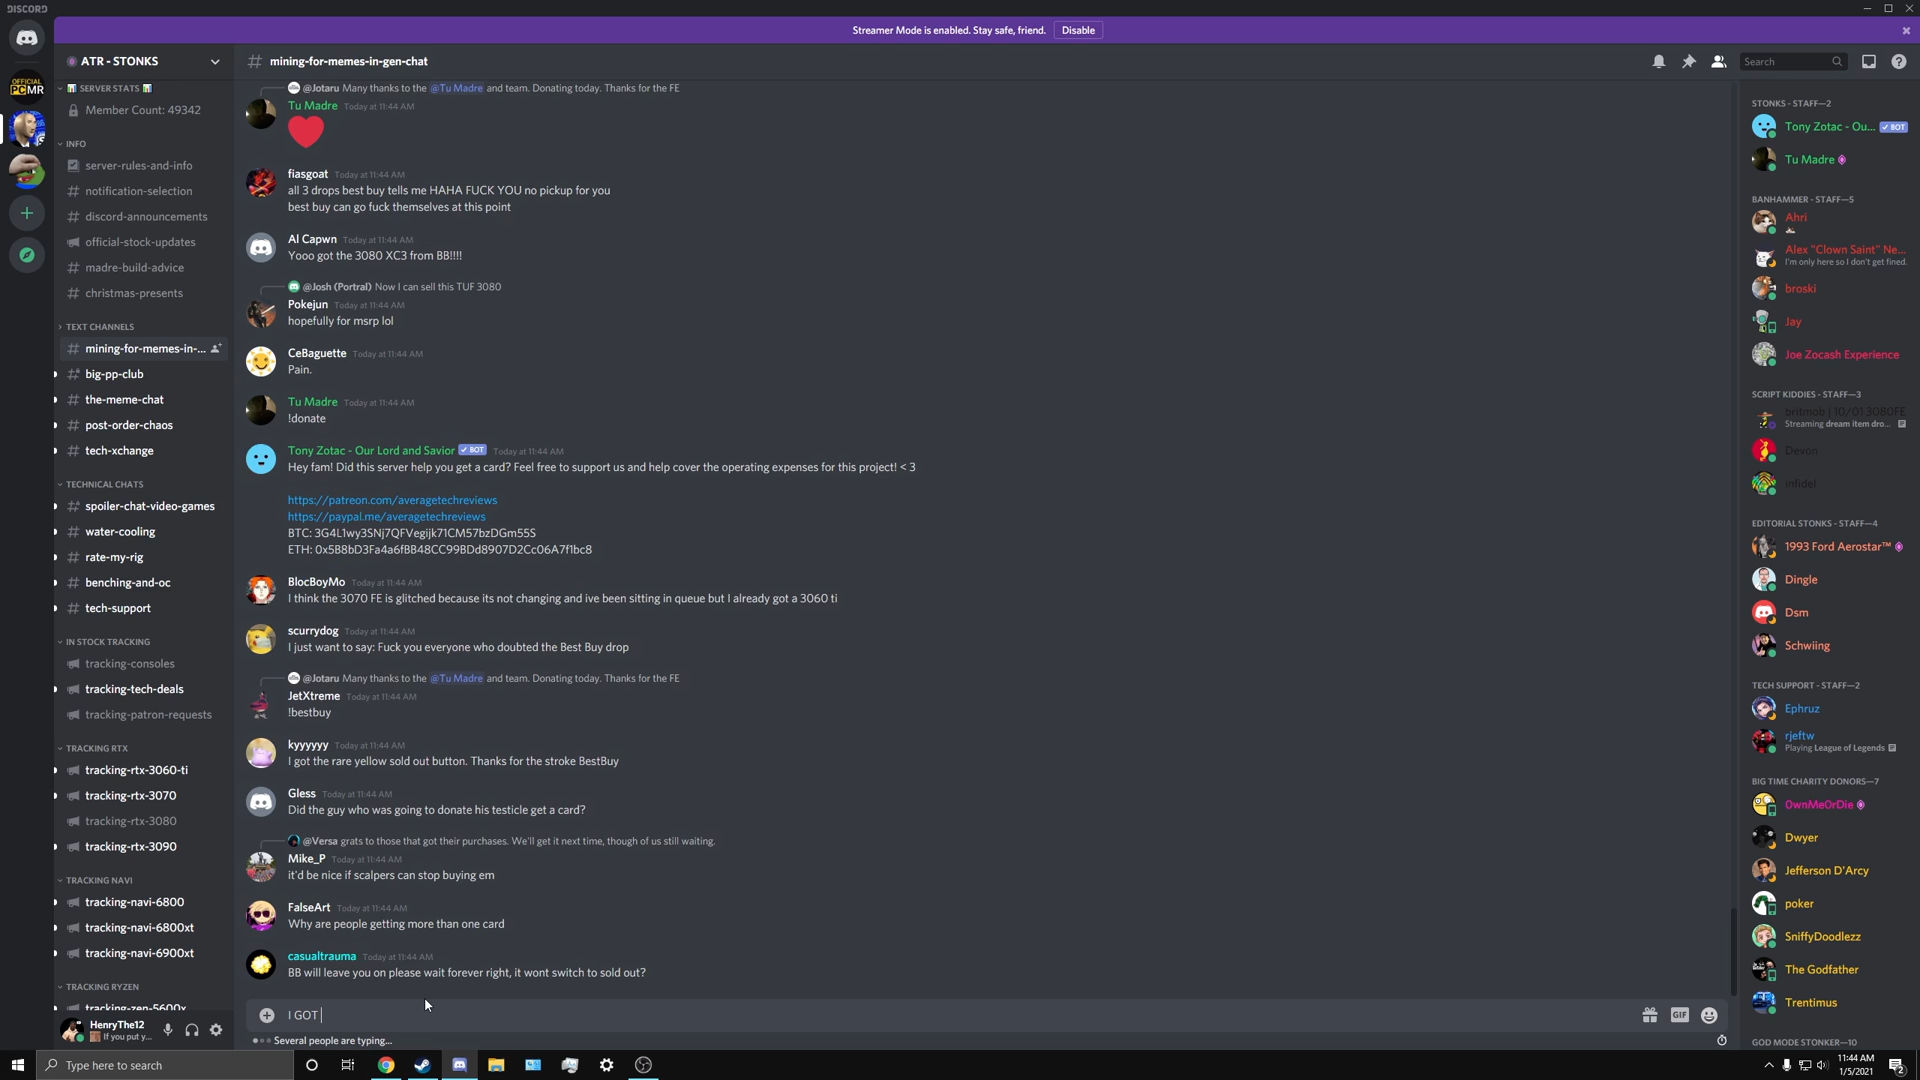 DISCORD
Streamer Mode is enabled. Stay safe, friend. Disable
ATR - STONKS
# mining-for-memes-in-gen-chat
Search
OFFICIAL
PCMR
SERVER STATS
Member Count: 49342
INFO
server-rules-and-info
# notification-selection
# discord-announcements
official-stock-updates
# madre-build-advice
# christmas-presents
TEXT CHANNELS
# mining-for-memes-in-...
# big-pp-club
# the-meme-chat
# post-order-chaos
# tech-xchange
TECHNICAL CHATS
# spoiler-chat-video-games
# water-cooling
# rate-my-rig
# benching-and-oc
# tech-support
IN STOCK TRACKING
tracking-consoles
tracking-tech-deals
tracking-patron-requests
TRACKING RTX
tracking-rtx-3060-ti
tracking-rtx-3070
tracking-rtx-3080
tracking-rtx-3090
TRACKING NAVI
tracking-navi-6800
tracking-navi-6800xt
tracking-navi-6900xt
TRACKING RYZEN
tracking-zen-5600x
HenryThe12
If you put y...
@Jotaru Many thanks to the @Tu Madre and team. Donating today. Thanks for the FE
Tu Madre Today at 11:44 AM
fiasgoat Today at 11:44 AM
all 3 drops best buy tells me HAHA FUCK YOU no pickup for you
best buy can go fuck themselves at this point
Al Capwn Today at 11:44 AM
Yooo got the 3080 XC3 from BB!!!!
@Josh (Portral) Now I can sell this TUF 3080
Pokejun Today at 11:44 AM
hopefully for msrp lol
CeBaguette Today at 11:44 AM
Pain.
Tu Madre Today at 11:44 AM
!donate
Tony Zotac - Our Lord and Savior ✓ BOT Today at 11:44 AM
Hey fam! Did this server help you get a card? Feel free to support us and help cover the operating expenses for this project! < 3
https://patreon.com/averagetechreviews
https://paypal.me/averagetechreviews
BTC: 3G4L1wy3SNj7QFVegijk71CM57bzDGm55S
ETH: 0x5B8bD3Fa4a6fBB48CC99BDd8907D2Cc06A7f1bc8
BlocBoyMo Today at 11:44 AM
I think the 3070 FE is glitched because its not changing and ive been sitting in queue but I already got a 3060 ti
scurrydog Today at 11:44 AM
I just want to say: Fuck you everyone who doubted the Best Buy drop
@Jotaru Many thanks to the @Tu Madre and team. Donating today. Thanks for the FE
JetXtreme Today at 11:44 AM
!bestbuy
kyyyyyy Today at 11:44 AM
I got the rare yellow sold out button. Thanks for the stroke BestBuy
Gless Today at 11:44 AM
Did the guy who was going to donate his testicle get a card?
@Versa grats to those that got their purchases. We'll get it next time, though of us still waiting.
Mike_P Today at 11:44 AM
it'd be nice if scalpers can stop buying em
FalseArt Today at 11:44 AM
Why are people getting more than one card
casualtrauma Today at 11:44 AM
BB will leave you on please wait forever right, it wont switch to sold out?
I GOT
GIF
Several people are typing...
STONKS - STAFF—2
Tony Zotac - Ou... ✓ BOT
Tu Madre
BANHAMMER - STAFF—5
Ahri
Alex "Clown Saint" Ne...
I'm only here so I don't get fined.
broski
Jay
Joe Zocash Experience
SCRIPT KIDDIES - STAFF—3
britmob | 10/01 3080FE
Streaming dream item dro...
Devon
infidel
EDITORIAL STONKS - STAFF—4
1993 Ford Aerostar™
Dingle
Dsm
Schwiing
TECH SUPPORT - STAFF—2
Ephruz
rjeftw
Playing League of Legends
BIG TIME CHARITY DONORS—7
0wnMe0rDie
Dwyer
Jefferson D'Arcy
poker
SniffyDoodlezz
The Godfather
Trentimus
GOD MODE STONKER—10
Type here to search
11:44 AM
1/5/2021
2